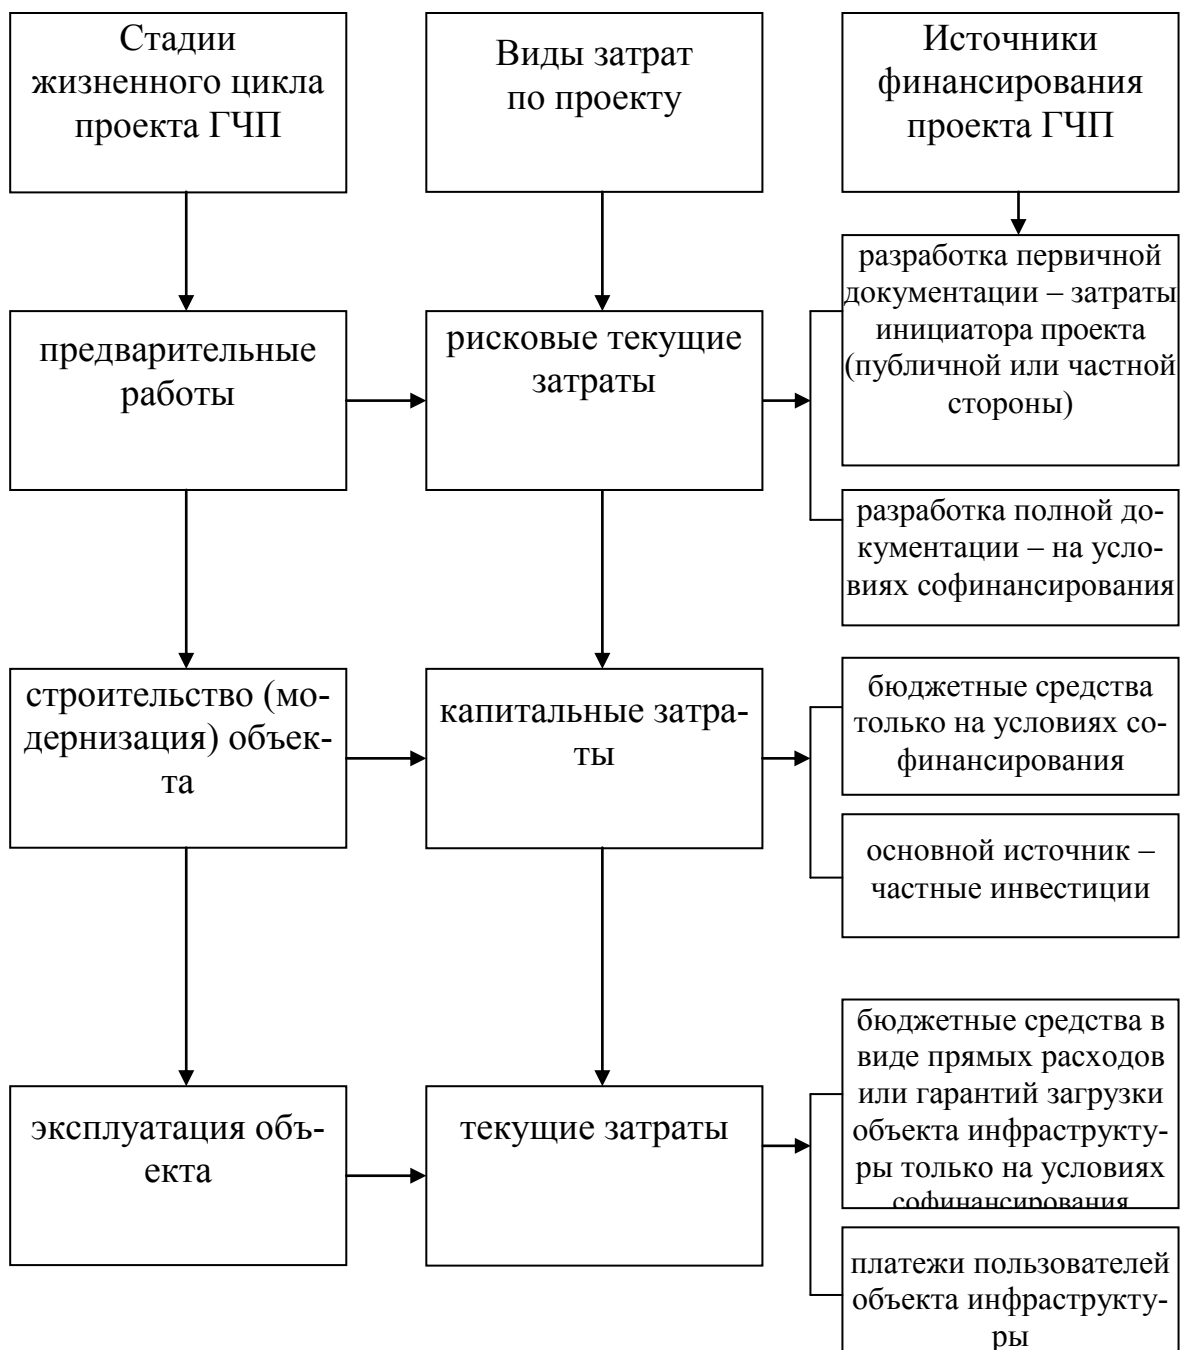 Стадии
жизненного цикла
проекта ГЧП
Виды затрат
по проекту
Источники
финансирования
проекта ГЧП
предварительные
работы
рисковые текущие
затраты
разработка первичной
документации – затраты
инициатора проекта
(публичной или частной
стороны)
разработка полной до-
кументации – на усло-
виях софинансирования
строительство (мо-
дернизация) объек-
та
капитальные затра-
ты
бюджетные средства
только на условиях со-
финансирования
основной источник –
частные инвестиции
эксплуатация объ-
екта
текущие затраты
бюджетные средства в
виде прямых расходов
или гарантий загрузки
объекта инфраструкту-
ры только на условиях
софинансирования
платежи пользователей
объекта инфраструкту-
ры